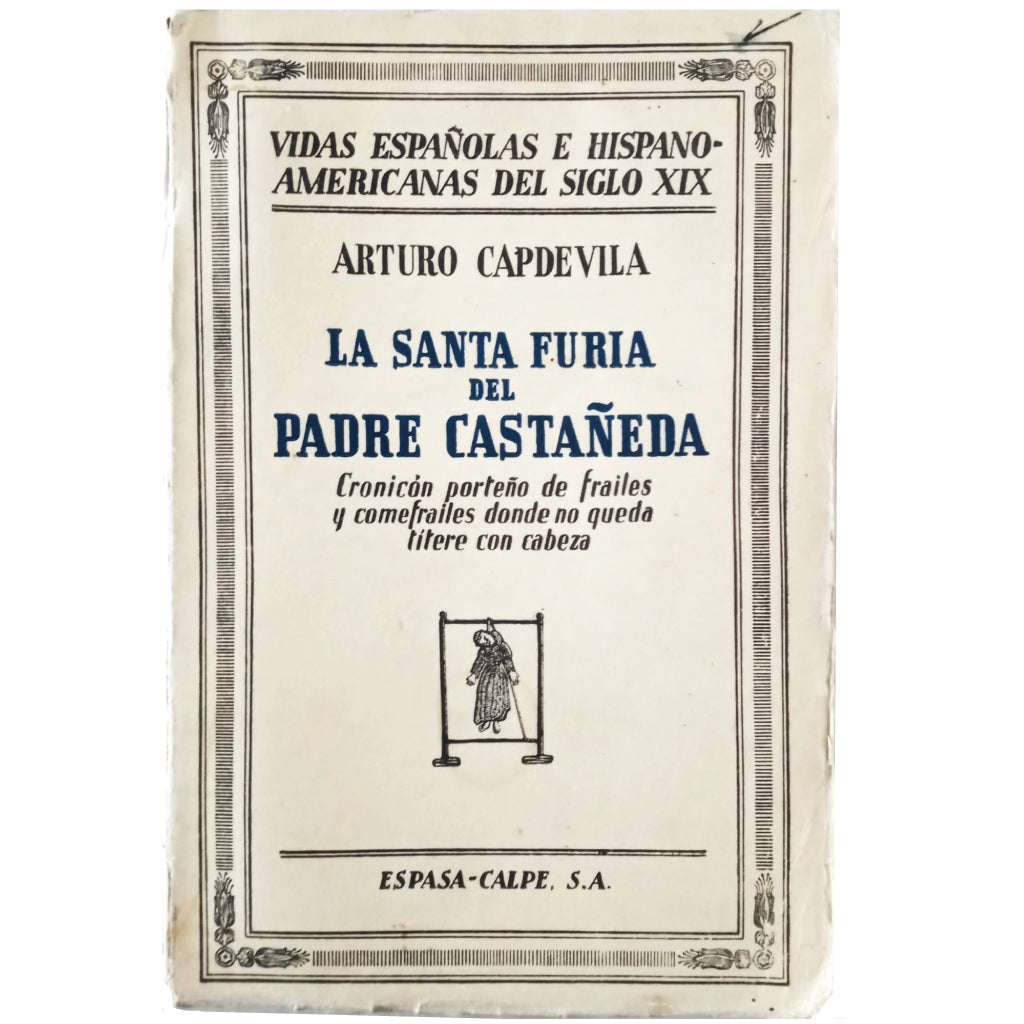 VIDAS ESPAÑOLAS E HISPANO-
AMERICANAS DEL SIGLO XIX
ARTURO CAPDEVILA
LA SANTA FURIA
DEL
PADRE CASTAÑEDA
Cronicón porteño de frailes
y comefrailes donde no queda
títere con cabeza
ESPASA-CALPE, S.A.